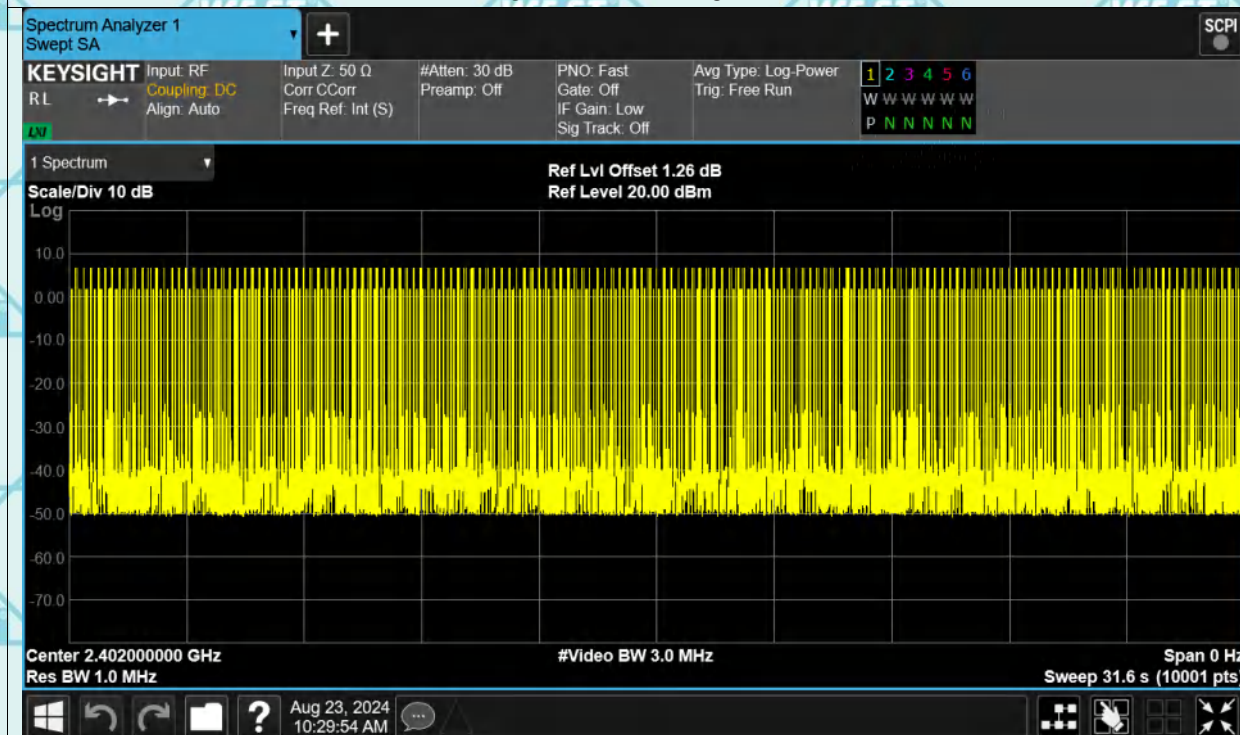 Spectrum Analyzer 1
Swept SA
+
SCPI
KEYSIGHT
RL
LXI
Input: RF
Coupling: DC
Align: Auto
Input Z: 50 Ω
Corr CCorr
Freq Ref: Int (S)
#Atten: 30 dB
Preamp: Off
PNO: Fast
Gate: Off
IF Gain: Low
Sig Track: Off
Avg Type: Log-Power
Trig: Free Run
1 2 3 4 5 6
W W W W W W
P N N N N N
1 Spectrum
Scale/Div 10 dB
Ref Lvl Offset 1.26 dB
Ref Level 20.00 dBm
Log
10.0
0.00
-10.0
-20.0
-30.0
-40.0
-50.0
-60.0
-70.0
Center 2.402000000 GHz
#Video BW 3.0 MHz
Span 0 Hz
Res BW 1.0 MHz
Sweep 31.6 s (10001 pts)
?
Aug 23, 2024
10:29:54 AM